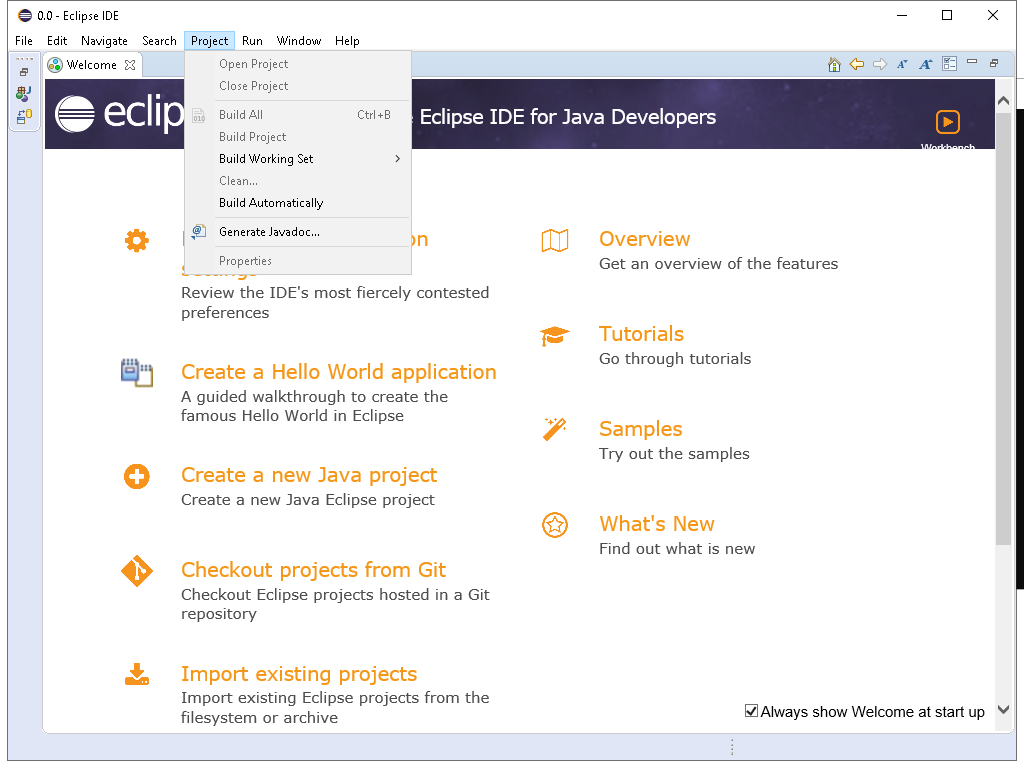 0.0 - Eclipse IDE
File Edit Navigate Search Project Run Window Help
Welcome
Open Project
Close Project
Build All Ctrl+B
Build Project
Build Working Set
Clean...
Build Automatically
Generate Javadoc...
Properties
eclip
Eclipse IDE for Java Developers
Workbench
Review the IDE's most fiercely contested
preferences
Create a Hello World application
A guided walkthrough to create the
famous Hello World in Eclipse
Create a new Java project
Create a new Java Eclipse project
Checkout projects from Git
Checkout Eclipse projects hosted in a Git
repository
Import existing projects
Import existing Eclipse projects from the
filesystem or archive
Overview
Get an overview of the features
Tutorials
Go through tutorials
Samples
Try out the samples
What's New
Find out what is new
Always show Welcome at start up